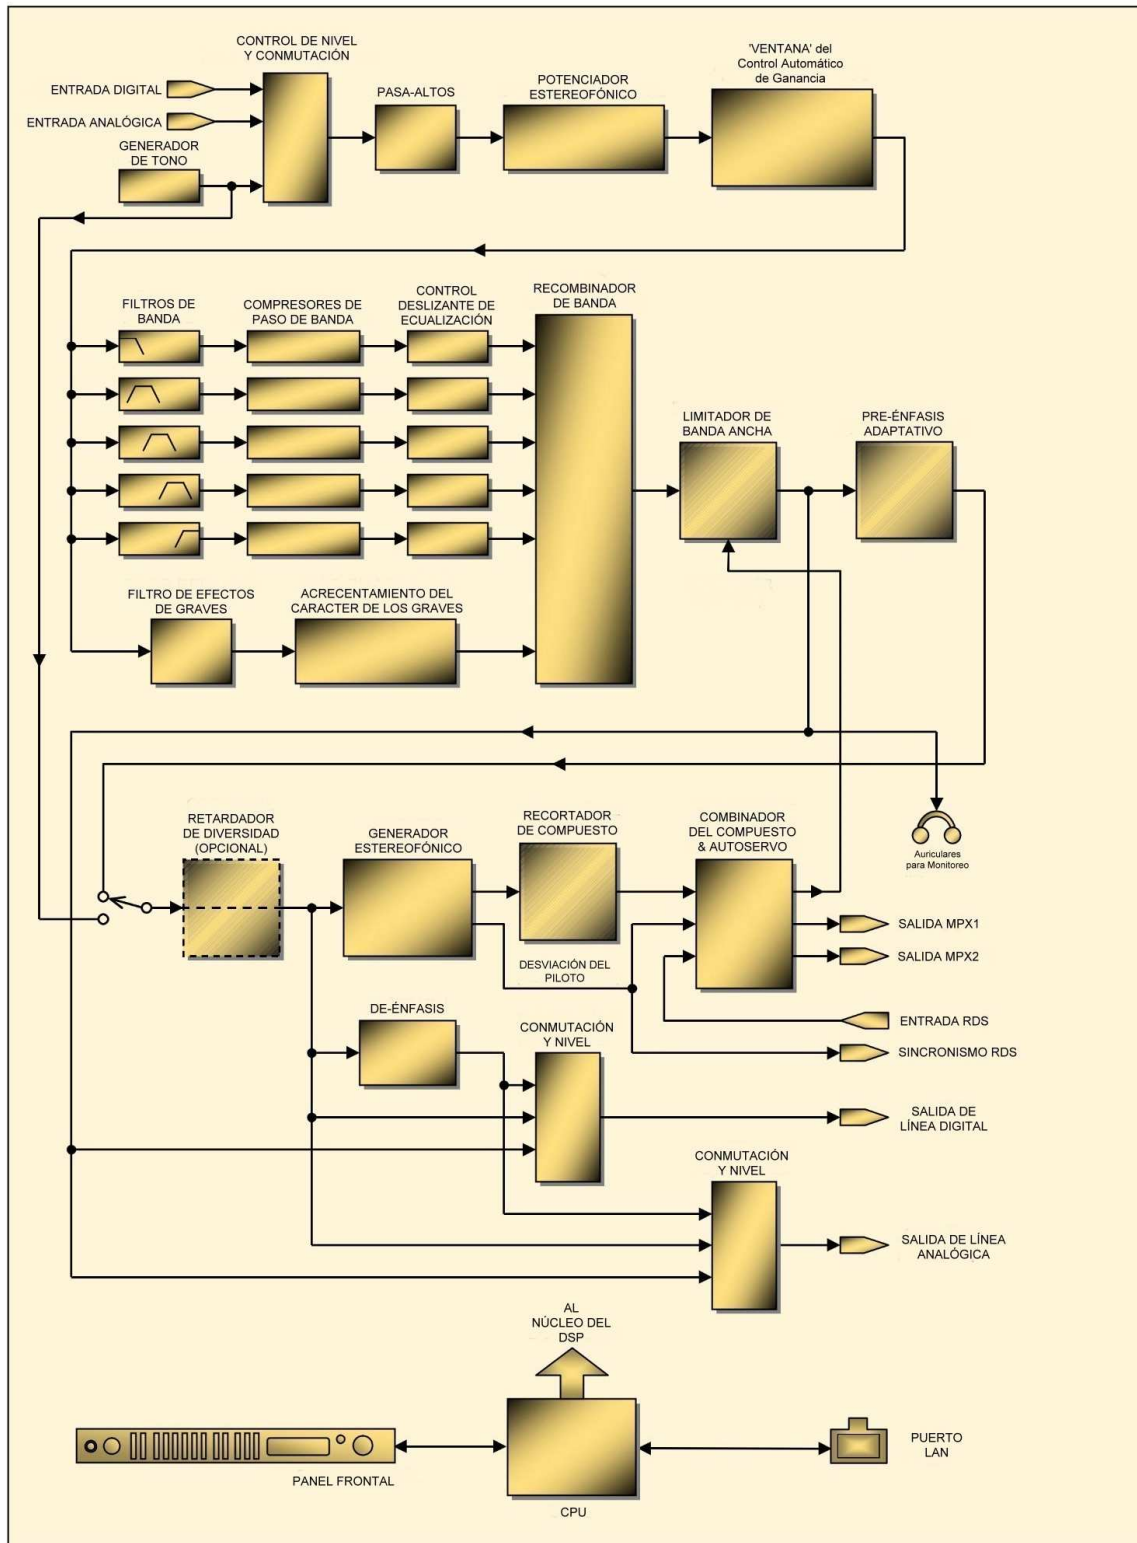 CONTROL DE NIVEL
Y CONMUTACIÓN
ENTRADA DIGITAL
ENTRADA ANALÓGICA
GENERADOR
DE TONO
PASA-ALTOS
POTENCIADOR
ESTEREOFÓNICO
'VENTANA' del
Control Automático
de Ganancia
FILTROS DE
BANDA
COMPRESORES DE
PASO DE BANDA
CONTROL
DESLIZANTE DE
ECUALIZACIÓN
RECOMBINADOR
DE BANDA
LIMITADOR DE
BANDA ANCHA
PRE-ÉNFASIS
ADAPTATIVO
FILTRO DE EFECTOS
DE GRAVES
ACRECENTAMIENTO DEL
CARACTER DE LOS GRAVES
RETARDADOR
DE DIVERSIDAD
(OPCIONAL)
GENERADOR
ESTEREOFÓNICO
RECORTADOR
DE COMPUESTO
COMBINADOR
DEL COMPUESTO
& AUTOSERVO
Auriculares
para Monitoreo
SALIDA MPX1
SALIDA MPX2
DESVIACIÓN DEL
PILOTO
ENTRADA RDS
SINCRONISMO RDS
DE-ÉNFASIS
CONMUTACIÓN
Y NIVEL
SALIDA DE
LÍNEA DIGITAL
CONMUTACIÓN
Y NIVEL
SALIDA DE LÍNEA
ANALÓGICA
AL
NÚCLEO DEL
DSP
PANEL FRONTAL
CPU
PUERTO
LAN